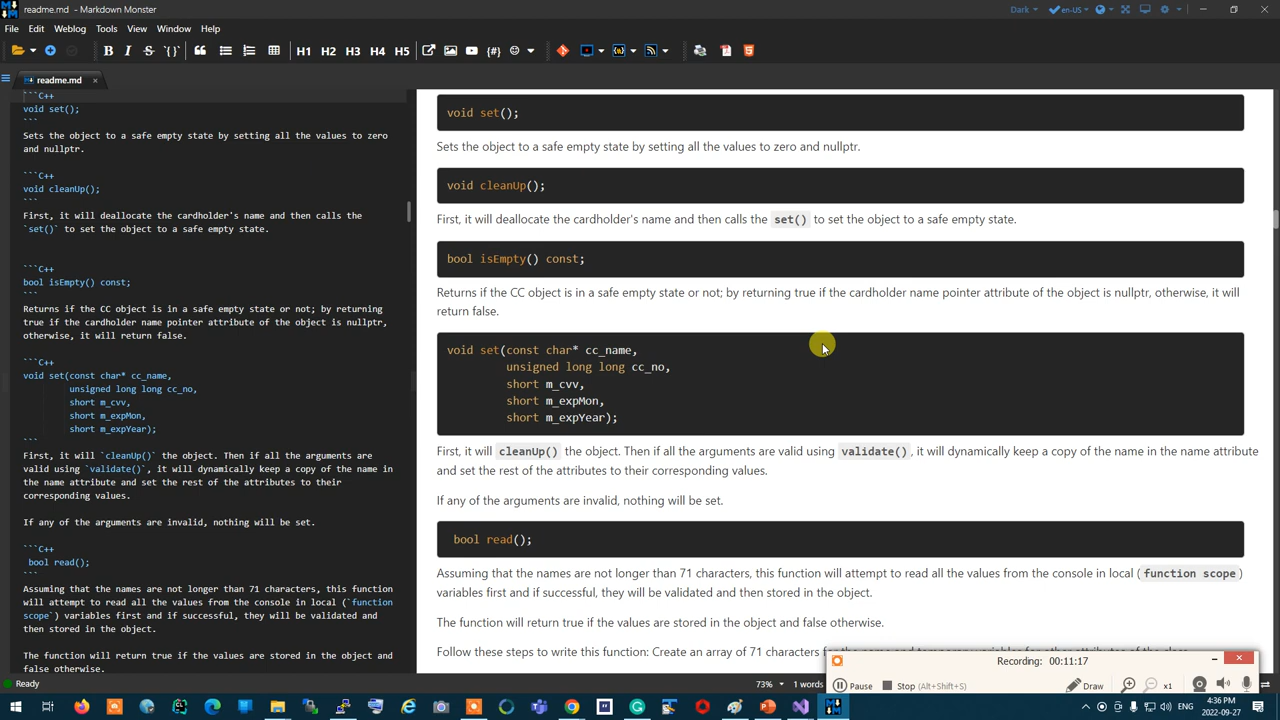 readme.md - Markdown Monster
Dark
en-US
File Edit Weblog Tools View Window Help
B I S `{}` H1 H2 H3 H4 H5 {#}
readme.md
```C++
void set();
```
Sets the object to a safe empty state by setting all the values to zero
and nullptr.
```C++
void cleanUp();
```
First, it will deallocate the cardholder's name and then calls the
`set()` to set the object to a safe empty state.
```C++
bool isEmpty() const;
```
Returns if the CC object is in a safe empty state or not; by returning
true if the cardholder name pointer attribute of the object is nullptr,
otherwise, it will return false.
```C++
void set(const char* cc_name,
unsigned long long cc_no,
short m_cvv,
short m_expMon,
short m_expYear);
```
First, it will `cleanUp()` the object. Then if all the arguments are
valid using `validate()`, it will dynamically keep a copy of the name in
the name attribute and set the rest of the attributes to their
corresponding values.
If any of the arguments are invalid, nothing will be set.
```C++
bool read();
```
Assuming that the names are not longer than 71 characters, this function
will attempt to read all the values from the console in local (`function
scope`) variables first and if successful, they will be validated and
then stored in the object.
The function will return true if the values are stored in the object and
false otherwise.
void set();
Sets the object to a safe empty state by setting all the values to zero and nullptr.
void cleanUp();
First, it will deallocate the cardholder's name and then calls the set() to set the object to a safe empty state.
bool isEmpty() const;
Returns if the CC object is in a safe empty state or not; by returning true if the cardholder name pointer attribute of the object is nullptr, otherwise, it will
return false.
void set(const char* cc_name,
unsigned long long cc_no,
short m_cvv,
short m_expMon,
short m_expYear);
First, it will cleanUp() the object. Then if all the arguments are valid using validate(), it will dynamically keep a copy of the name in the name attribute
and set the rest of the attributes to their corresponding values.
If any of the arguments are invalid, nothing will be set.
bool read();
Assuming that the names are not longer than 71 characters, this function will attempt to read all the values from the console in local (function scope)
variables first and if successful, they will be validated and then stored in the object.
The function will return true if the values are stored in the object and false otherwise.
Follow these steps to write this function: Create an array of 71 characters
Recording: 00:11:17
Pause Stop (Alt+Shift+S) Draw x1
Ready
73%
1 words
ENG
4:36 PM
2022-09-27